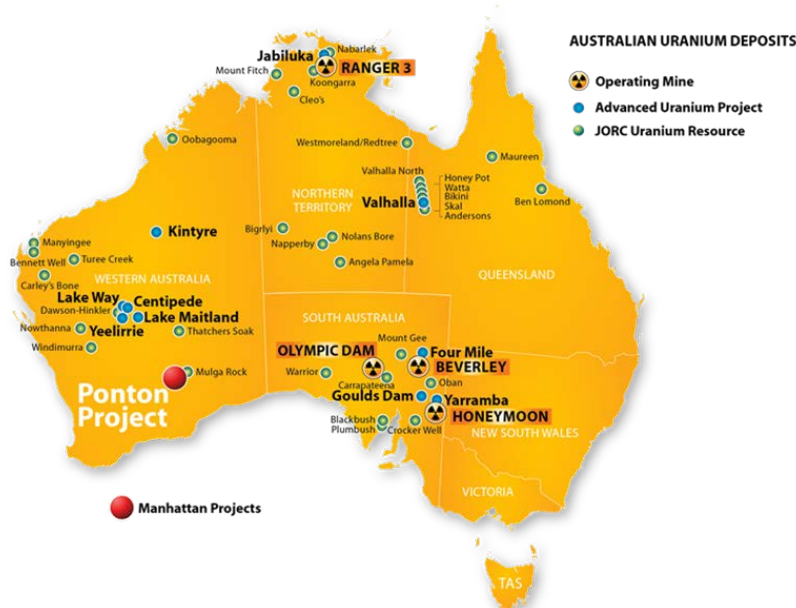 AUSTRALIAN URANIUM DEPOSITS
Operating Mine
Advanced Uranium Project
JORC Uranium Resource
Jabiluka
Nabarlek
Mount Fitch
RANGER 3
Koongarra
Cleo's
Oobagooma
Westmoreland/Redtree
Maureen
Valhalla North
Honey Pot
Watta
Bikini
Skal
Andersons
Ben Lomond
NORTHERN
TERRITORY
Valhalla
Kintyre
Bigrlyi
Nolans Bore
Napperby
Manyingee
Bennett Well
Turee Creek
Angela Pamela
Carley's Bone
WESTERN AUSTRALIA
QUEENSLAND
Lake Way
Centipede
Dawson-Hinkler
Lake Maitland
Nowthanna
Yeelirrie
Thatchers Soak
SOUTH AUSTRALIA
Windimurra
Mount Gee
OLYMPIC DAM
Four Mile
BEVERLEY
Mulga Rock
Warrior
Carrapateena
Oban
Ponton
Project
Goulds Dam
Yarramba
HONEYMOON
Blackbush
Plumbush
Crocker Well
NEW SOUTH WALES
VICTORIA
Manhattan Projects
TAS